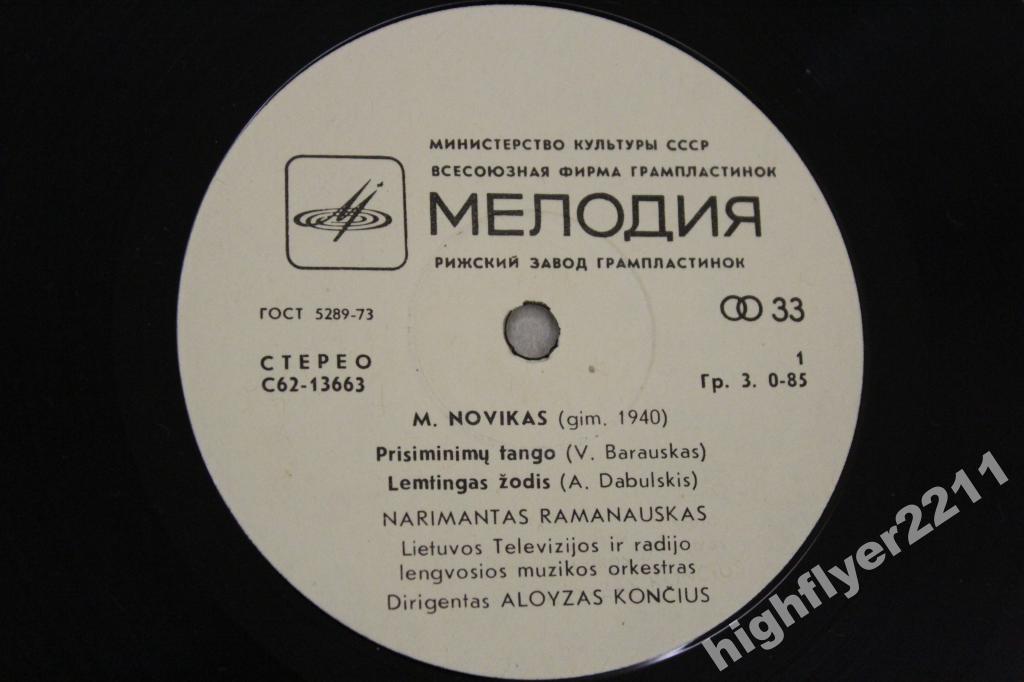 МИНИСТЕРСТВО КУЛЬТУРЫ СССР
ВСЕСОЮЗНАЯ ФИРМА ГРАМПЛАСТИНОК
МЕЛОДИЯ
РИЖСКИЙ ЗАВОД ГРАМПЛАСТИНОК
ГОСТ 5289-73
33
СТЕРЕО
С62-13663
1
Гр. 3. 0-85
M. NOVIKAS (gim. 1940)
Prisiminimų tango (V. Barauskas)
Lemtingas žodis (A. Dabulskis)
NARIMANTAS RAMANAUSKAS
Lietuvos Televizijos ir radijo
lengvosios muzikos orkestras
Dirigentas ALOYZAS KONČIUS
highflyer2211